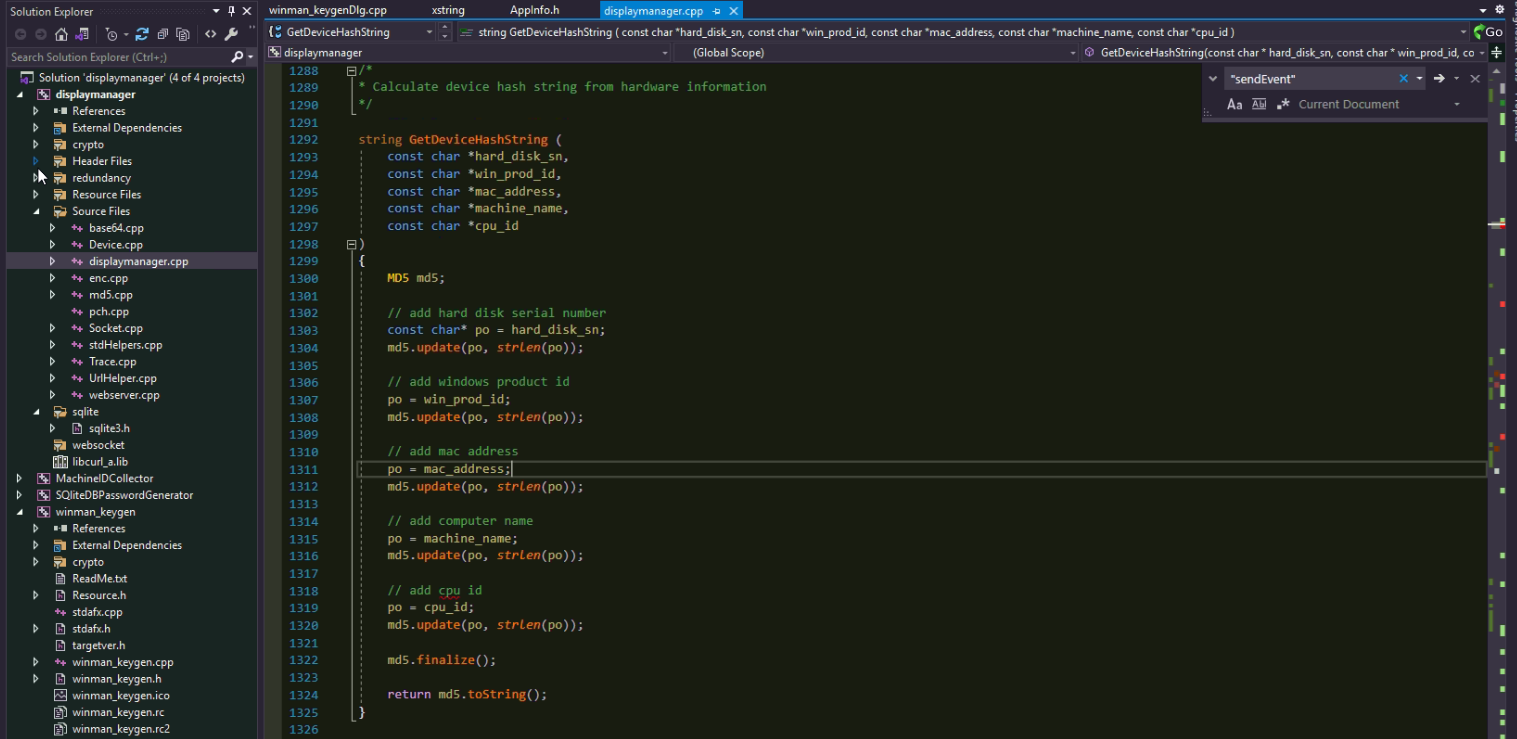 Solution Explorer
Search Solution Explorer (Ctrl+;)
Solution 'displaymanager' (4 of 4 projects)
displaymanager
References
External Dependencies
crypto
Header Files
redundancy
Resource Files
Source Files
base64.cpp
Device.cpp
displaymanager.cpp
enc.cpp
md5.cpp
pch.cpp
Socket.cpp
stdHelpers.cpp
Trace.cpp
UrlHelper.cpp
webserver.cpp
sqlite
sqlite3.h
websocket
libcurl_a.lib
MachineIDCollector
SQliteDBPasswordGenerator
winman_keygen
References
External Dependencies
crypto
ReadMe.txt
Resource.h
stdafx.cpp
stdafx.h
targetver.h
winman_keygen.cpp
winman_keygen.h
winman_keygen.ico
winman_keygen.rc
winman_keygen.rc2
winman_keygenDlg.cpp xstring AppInfo.h displaymanager.cpp
GetDeviceHashString string GetDeviceHashString ( const char *hard_disk_sn, const char *win_prod_id, const char *mac_address, const char *machine_name, const char *cpu_id ) Go
displaymanager (Global Scope) GetDeviceHashString(const char * hard_disk_sn, const char * win_prod_id, co
"sendEvent"
Aa Ab Current Document
1288 /*
1289 * Calculate device hash string from hardware information
1290 */
1291
1292 string GetDeviceHashString (
1293 const char *hard_disk_sn,
1294 const char *win_prod_id,
1295 const char *mac_address,
1296 const char *machine_name,
1297 const char *cpu_id
1298 )
1299 {
1300 MD5 md5;
1301
1302 // add hard disk serial number
1303 const char* po = hard_disk_sn;
1304 md5.update(po, strlen(po));
1305
1306 // add windows product id
1307 po = win_prod_id;
1308 md5.update(po, strlen(po));
1309
1310 // add mac address
1311 po = mac_address;
1312 md5.update(po, strlen(po));
1313
1314 // add computer name
1315 po = machine_name;
1316 md5.update(po, strlen(po));
1317
1318 // add cpu id
1319 po = cpu_id;
1320 md5.update(po, strlen(po));
1321
1322 md5.finalize();
1323
1324 return md5.toString();
1325 }
1326